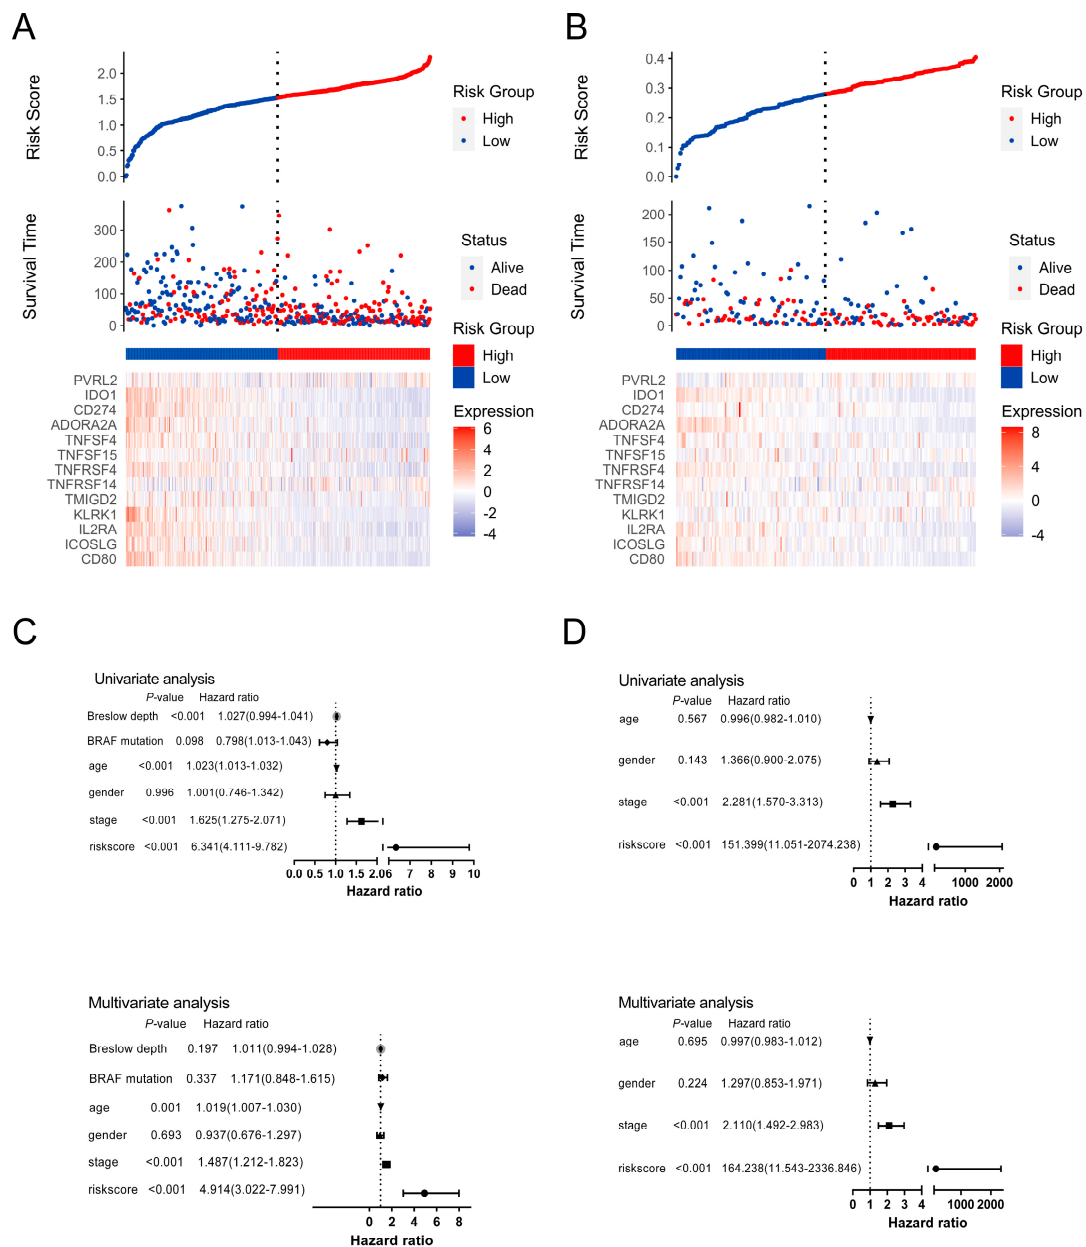 A
Risk Score
2.0
1.5
1.0
0.5
0.0
Risk Group
High
Low
Survival Time
300
200
100
0
Status
Alive
Dead
Risk Group
High
Low
PVRL2
IDO1
CD274
ADORA2A
TNFSF4
TNFSF15
TNFRSF4
TNFRSF14
TMIGD2
KLRK1
IL2RA
ICOSLG
CD80
Expression
6
4
2
0
-2
-4
B
Risk Score
0.4
0.3
0.2
0.1
0.0
Risk Group
High
Low
Survival Time
200
150
100
50
0
Status
Alive
Dead
Risk Group
High
Low
PVRL2
IDO1
CD274
ADORA2A
TNFSF4
TNFSF15
TNFRSF4
TNFRSF14
TMIGD2
KLRK1
IL2RA
ICOSLG
CD80
Expression
8
4
0
-4
C
Univariate analysis
P-value Hazard ratio
Breslow depth <0.001 1.027(0.994-1.041)
BRAF mutation 0.098 0.798(1.013-1.043)
age <0.001 1.023(1.013-1.032)
gender 0.996 1.001(0.746-1.342)
stage <0.001 1.625(1.275-2.071)
riskscore <0.001 6.341(4.111-9.782)
0.0 0.5 1.0 1.5 2.0 6 7 8 9 10
Hazard ratio
Multivariate analysis
P-value Hazard ratio
Breslow depth 0.197 1.011(0.994-1.028)
BRAF mutation 0.337 1.171(0.848-1.615)
age 0.001 1.019(1.007-1.030)
gender 0.693 0.937(0.676-1.297)
stage <0.001 1.487(1.212-1.823)
riskscore <0.001 4.914(3.022-7.991)
0 2 4 6 8
Hazard ratio
D
Univariate analysis
P-value Hazard ratio
age 0.567 0.996(0.982-1.010)
gender 0.143 1.366(0.900-2.075)
stage <0.001 2.281(1.570-3.313)
riskscore <0.001 151.399(11.051-2074.238)
0 1 2 3 4 1000 2000
Hazard ratio
Multivariate analysis
P-value Hazard ratio
age 0.695 0.997(0.983-1.012)
gender 0.224 1.297(0.853-1.971)
stage <0.001 2.110(1.492-2.983)
riskscore <0.001 164.238(11.543-2336.846)
0 1 2 3 4 1000 2000
Hazard ratio